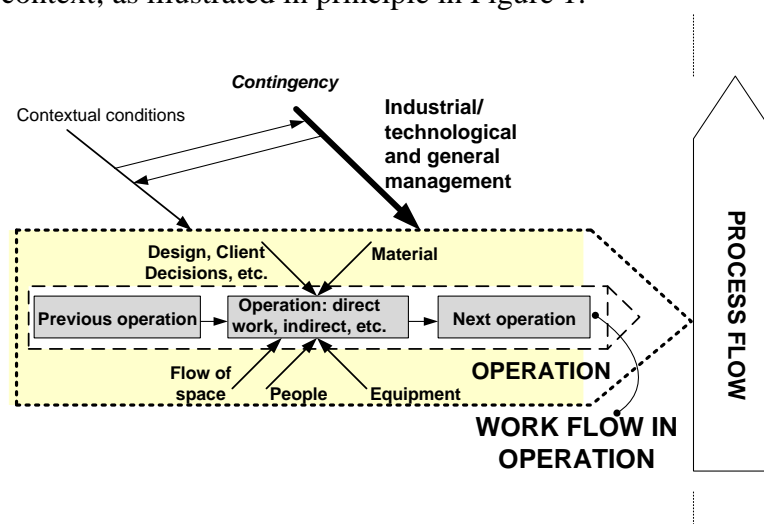 context, as illustrated in principle in Figure 1.
Contingency
Contextual conditions
Industrial/
technological
and general
management
Design, Client
Decisions, etc.
Material
Previous operation
Operation: direct
work, indirect, etc.
Next operation
Flow of
space
People
Equipment
OPERATION
WORK FLOW IN
OPERATION
PROCESS FLOW